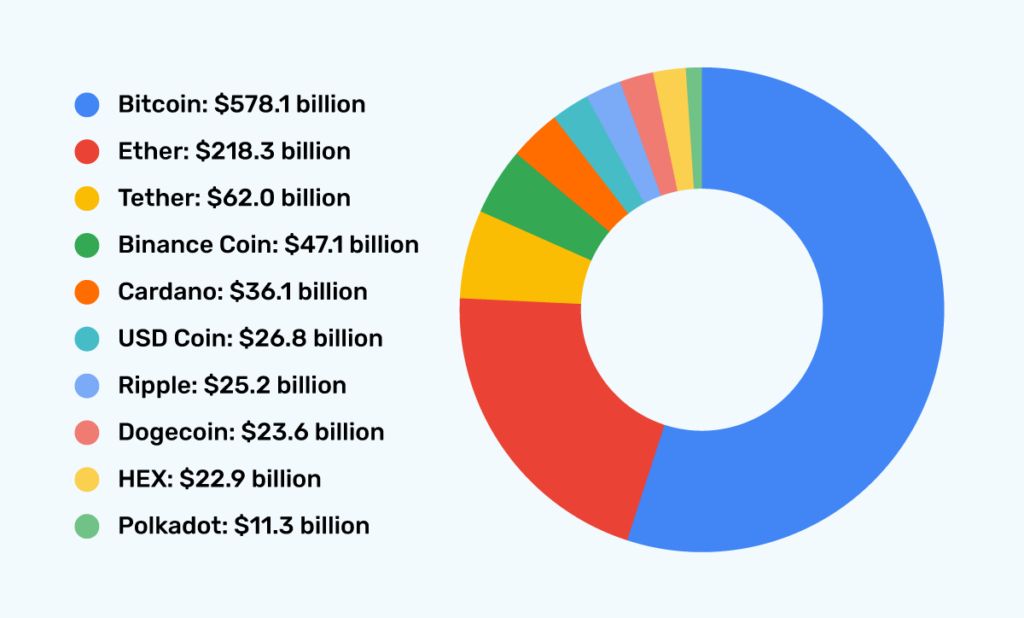 Bitcoin: $578.1 billion
Ether: $218.3 billion
Tether: $62.0 billion
Binance Coin: $47.1 billion
Cardano: $36.1 billion
USD Coin: $26.8 billion
Ripple: $25.2 billion
Dogecoin: $23.6 billion
HEX: $22.9 billion
Polkadot: $11.3 billion